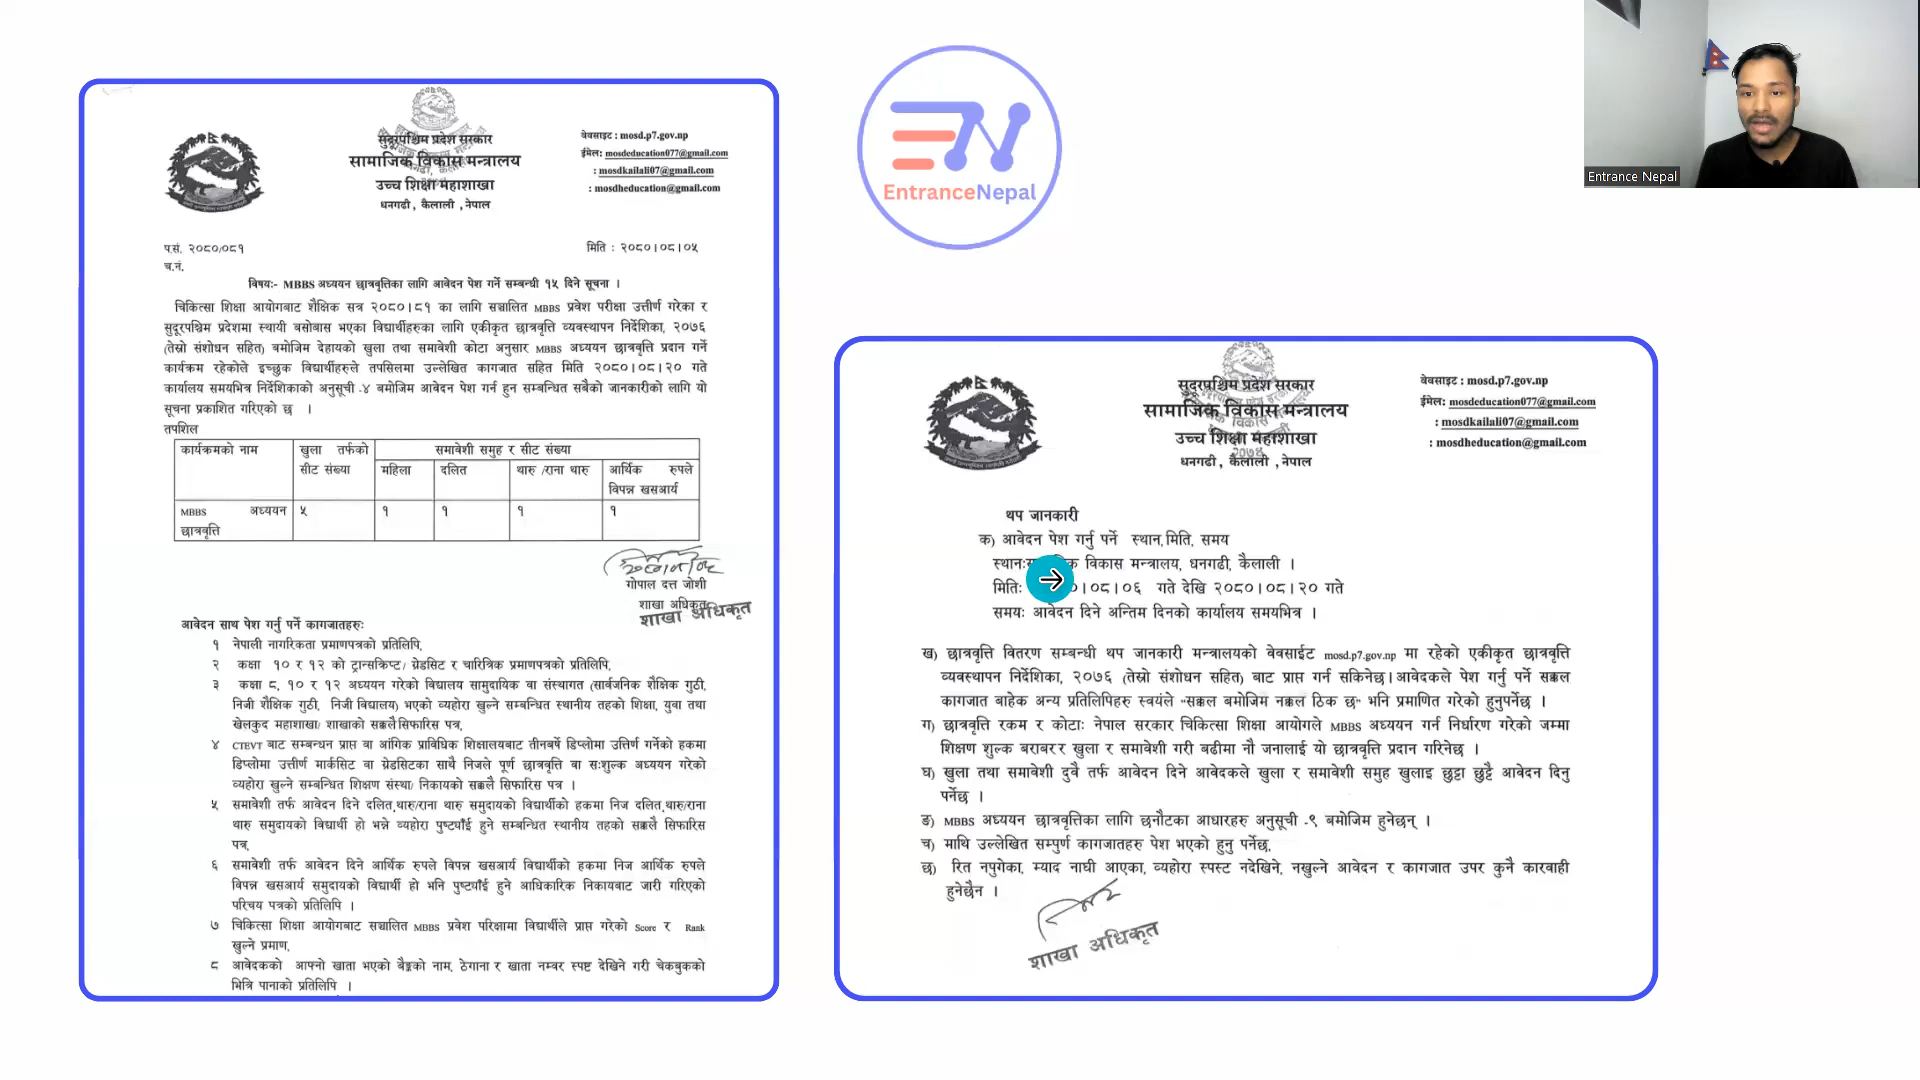 सुदूरपश्चिम प्रदेश सरकार
सामाजिक विकास मन्त्रालय
उच्च शिक्षा महाशाखा
धनगढी, कैलाली ,नेपाल
वेवसाइट : mosd.p7.gov.np
ईमेल: mosdeducation077@gmail.com
: mosdkailali07@gmail.com
: mosdheducation@gmail.com
प.सं. २०८०/०८१
मिति : २०८०।०८।०५
च.नं.
विषयः- MBBS अध्ययन छात्रवृत्तिका लागि आवेदन पेश गर्ने सम्बन्धी १५ दिने सूचना ।
चिकित्सा शिक्षा आयोगबाट शैक्षिक सत्र २०८०।८१ का लागि सञ्चालित MBBS प्रवेश परीक्षा उत्तीर्ण गरेका र
सुदूरपश्चिम प्रदेशमा स्थायी बसोबास भएका विद्यार्थीहरुका लागि एकीकृत छात्रवृत्ति व्यवस्थापन निर्देशिका, २०७६
(तेस्रो संशोधन सहित) बमोजिम देहायको खुला तथा समावेशी कोटा अनुसार MBBS अध्ययन छात्रवृत्ति प्रदान गर्ने
कार्यक्रम रहेकोले इच्छुक विद्यार्थीहरुले तपसिलमा उल्लेखित कागजात सहित मिति २०८०।०८।२० गते
कार्यालय समयभित्र निर्देशिकाको अनुसूची -४ बमोजिम आवेदन पेश गर्न हुन सम्बन्धित सबैको जानकारीको लागि यो
सूचना प्रकाशित गरिएको छ ।
तपशिल
कार्यक्रमको नाम
खुला तर्फको सीट संख्या
समावेशी समुह र सीट संख्या
महिला
दलित
थारु /राना थारु
आर्थिक रुपले विपन्न खसआर्य
MBBS अध्ययन छात्रवृत्ति
५
१
१
१
१
गोपाल दत्त जोशी
शाखा अधिकृत
शाखा अधिकृत
आवेदन साथ पेश गर्नु पर्ने कागजातहरुः
१ नेपाली नागरिकता प्रमाणपत्रको प्रतिलिपि,
२ कक्षा १० र १२ को ट्रान्सक्रिप्ट/ ग्रेडसिट र चारित्रिक प्रमाणपत्रको प्रतिलिपि,
३ कक्षा ८, १० र १२ अध्ययन गरेको विद्यालय सामुदायिक वा संस्थागत (सार्वजनिक शैक्षिक गुठी,
निजी शैक्षिक गुठी, निजी विद्यालय) भएको व्यहोरा खुल्ने सम्बन्धित स्थानीय तहको शिक्षा, युवा तथा
खेलकुद महाशाखा/ शाखाको सक्कलै सिफारिस पत्र,
४ CTEVT बाट सम्बन्धन प्राप्त वा आंगिक प्राविधिक शिक्षालयबाट तीनबर्षे डिप्लोमा उत्तिर्ण गर्नेको हकमा
डिप्लोमा उत्तीर्ण मार्कसिट वा ग्रेडसिटका साथै निजले पूर्ण छात्रवृत्ति वा सःशुल्क अध्ययन गरेको
व्यहोरा खुल्ने सम्बन्धित शिक्षण संस्था/ निकायको सक्कलै सिफारिस पत्र ।
५ समावेशी तर्फ आवेदन दिने दलित,थारु/राना थारु समुदायको विद्यार्थीको हकमा निज दलित,थारु/राना
थारु समुदायको विद्यार्थी हो भन्ने व्यहोरा पुष्ट्याँई हुने सम्बन्धित स्थानीय तहको सक्कलै सिफारिस
पत्र,
६ समावेशी तर्फ आवेदन दिने आर्थिक रुपले विपन्न खसआर्य विद्यार्थीको हकमा निज आर्थिक रुपले
विपन्न खसआर्य समुदायको विद्यार्थी हो भनि पुष्ट्याँई हुने आधिकारिक निकायबाट जारी गरिएको
परिचय पत्रको प्रतिलिपि ।
७ चिकित्सा शिक्षा आयोगबाट सञ्चालित MBBS प्रवेश परिक्षामा विद्यार्थीले प्राप्त गरेको Score र Rank
खुल्ने प्रमाण,
८ आवेदकको आफ्नो खाता भएको बैङ्कको नाम, ठेगाना र खाता नम्वर स्पष्ट देखिने गरी चेकबुकको
भित्रि पानाको प्रतिलिपि ।
EntranceNepal
Entrance Nepal
सुदूरपश्चिम प्रदेश सरकार
सामाजिक विकास मन्त्रालय
उच्च शिक्षा महाशाखा
२०७४
धनगढी, कैलाली ,नेपाल
वेवसाइट : mosd.p7.gov.np
ईमेल: mosdeducation077@gmail.com
: mosdkailali07@gmail.com
: mosdheducation@gmail.com
थप जानकारी
क) आवेदन पेश गर्नु पर्ने स्थान,मिति, समय
स्थानः विकास मन्त्रालय, धनगढी, कैलाली ।
मितिः ।०८।०६ गते देखि २०८०।०८।२० गते
समयः आवेदन दिने अन्तिम दिनको कार्यालय समयभित्र ।
ख) छात्रवृत्ति वितरण सम्बन्धी थप जानकारी मन्त्रालयको वेवसाईट mosd.p7.gov.np मा रहेको एकीकृत छात्रवृत्ति
व्यवस्थापन निर्देशिका, २०७६ (तेस्रो संशोधन सहित) बाट प्राप्त गर्न सकिनेछ।आवेदकले पेश गर्नु पर्ने सक्कल
कागजात बाहेक अन्य प्रतिलिपिहरु स्वयंले "सक्कल बमोजिम नक्कल ठिक छ" भनि प्रमाणित गरेको हुनुपर्नेछ ।
ग) छात्रवृत्ति रकम र कोटाः नेपाल सरकार चिकित्सा शिक्षा आयोगले MBBS अध्ययन गर्न निर्धारण गरेको जम्मा
शिक्षण शुल्क बराबरर खुला र समावेशी गरी बढीमा नौ जनालाई यो छात्रवृत्ति प्रदान गरिनेछ ।
घ) खुला तथा समावेशी दुवै तर्फ आवेदन दिने आवेदकले खुला र समावेशी समुह खुलाइ छुट्टा छुट्टै आवेदन दिनु
पर्नेछ ।
ङ) MBBS अध्ययन छात्रवृत्तिका लागि छनौटका आधारहरु अनुसूची -९ बमोजिम हुनेछन् ।
च) माथि उल्लेखित सम्पुर्ण कागजातहरु पेश भएको हुनु पर्नेछ,
छ) रित नपुगेका, म्याद नाघी आएका, व्यहोरा स्पस्ट नदेखिने, नखुल्ने आवेदन र कागजात उपर कुनै कारबाही
हुनेछैन ।
शाखा अधिकृत